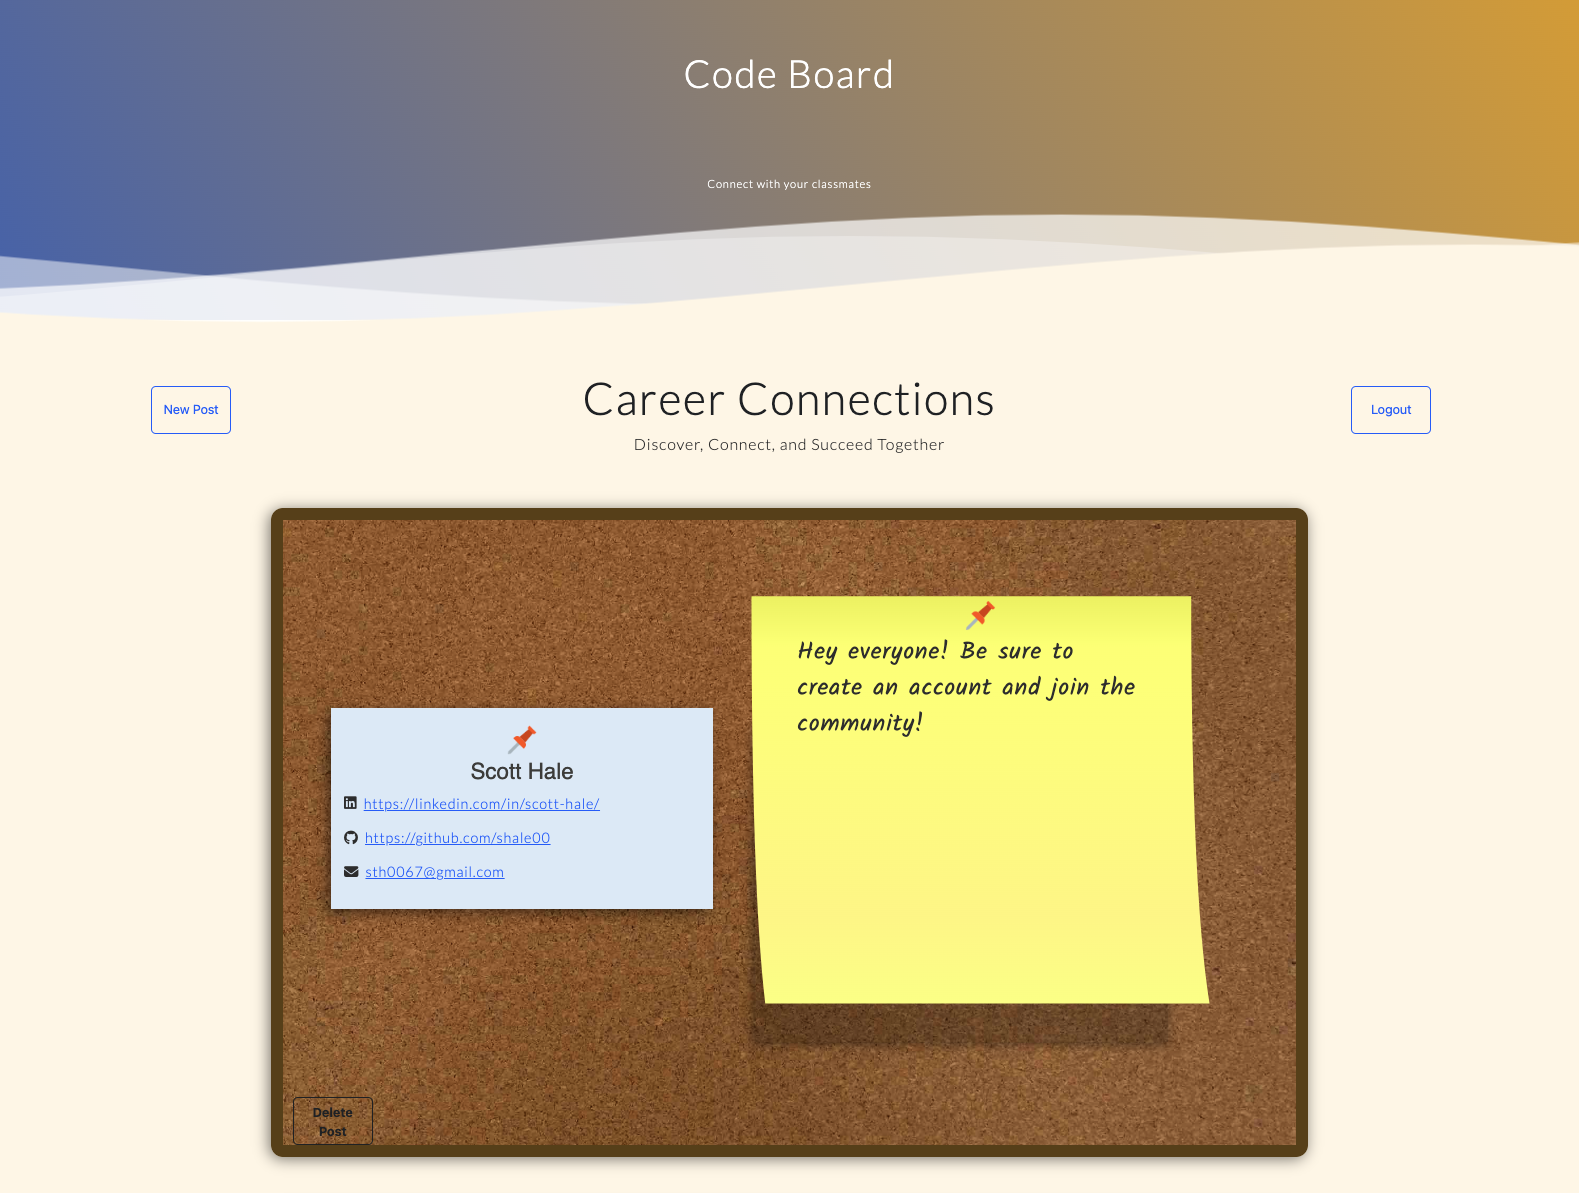 Code Board
Connect with your classmates
New Post
Career Connections
Logout
Discover, Connect, and Succeed Together
Hey everyone! Be sure to
create an account and join the
community!
Scott Hale
https://linkedin.com/in/scott-hale/
https://github.com/shale00
sth0067@gmail.com
Delete
Post